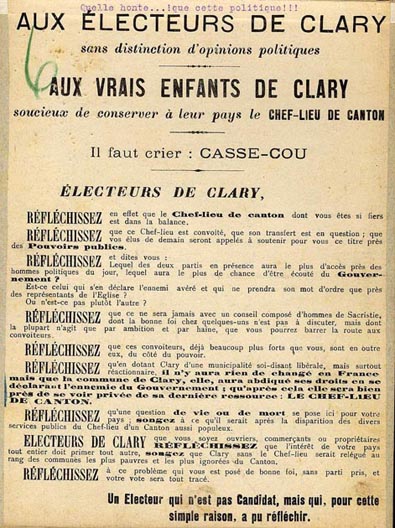 Quelle honte...!que cette politique!!!
AUX ÉLECTEURS DE CLARY
sans distinction d'opinions politiques
6
AUX VRAIS ENFANTS DE CLARY
soucieux de conserver à leur pays le CHEF-LIEU DE CANTON
Il faut crier : CASSE-COU
ÉLECTEURS DE CLARY,
RÉFLÉCHISSEZ en effet que le Chef-lieu de canton dont vous êtes si fiers
est dans la balance.
RÉFLÉCHISSEZ que ce Chef-lieu est convoité, que son transfert est en question ; que
vos élus de demain seront appelés à soutenir pour vous ce titre près
des Pouvoirs publics.
RÉFLÉCHISSEZ et dites vous :
Lequel des deux partis en présence aura le plus d'accès près des
hommes politiques du jour, lequel aura le plus de chance d'être écouté du Gouver-
nement ?
Est-ce celui qui s'en déclare l'ennemi avéré et qui ne prendra son mot d'ordre que près
des représentants de l'Eglise ?
Ou n'est-ce pas plutôt l'autre ?
RÉFLÉCHISSEZ que ce ne sera jamais avec un conseil composé d'hommes de Sacristie,
dont la bonne foi chez quelques-uns n'est pas à discuter, mais dont
la plupart n'agit que par ambition et par haine, que vous pourrez barrer la route aux
convoiteurs.
RÉFLÉCHISSEZ que ces convoiteurs, déjà beaucoup plus forts que vous, sont en outre
eux, du côté du pouvoir.
RÉFLÉCHISSEZ qu'en dotant Clary d'une municipalité soi-disant libérale, mais surtout
réactionnaire, il n'y aura rien de changé en France
mais que la commune de Clary, elle, aura abdiqué ses droits en se
déclarant l'ennemie du Gouvernement ; qu'après cela elle sera bien
près de se voir privée de sa dernière ressource : LE CHEF-LIEU
DE CANTON.
RÉFLÉCHISSEZ qu'une question de vie ou de mort se pose ici pour votre
pays ; songez à ce qu'il serait après la disparition des divers
services publics du Chef-lieu d'un Canton aussi populeux.
ELECTEURS DE CLARY que vous soyez ouvriers, commerçants ou propriétaires
RÉFLÉCHISSEZ que l'intérêt de votre pays
tout entier doit primer tout autre, songez que Clary sans le Chef-lieu serait relégué au
rang des communes les plus pauvres et les plus ignorées du Canton.
RÉFLÉCHISSEZ à ce problème qui vous est posé de bonne foi, sans parti pris, et
votre vote sera tout tracé.
Un Electeur qui n'est pas Candidat, mais qui, pour cette
simple raison, a pu réfléchir.